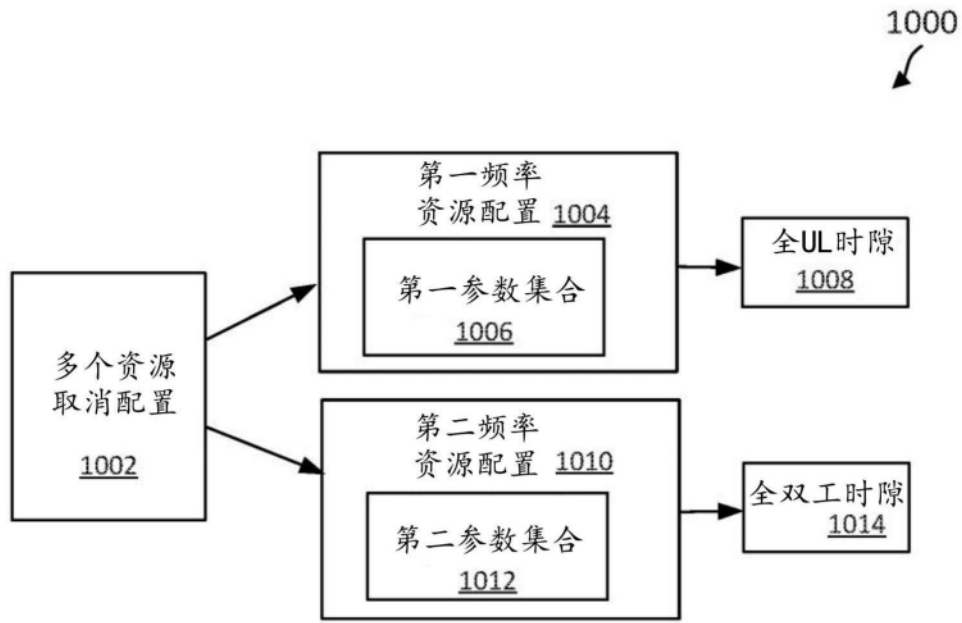 1000
第一频率
资源配置 1004
第一参数集合
1006
全UL时隙
1008
多个资源
取消配置
1002
第二频率
资源配置 1010
第二参数集合
1012
全双工时隙
1014